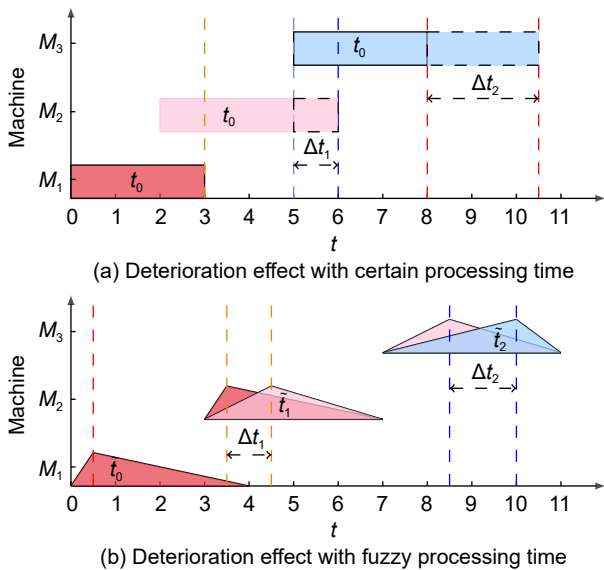 Machine
M₃
M₂
M₁
t₀
t₀
t₀
Δt₂
Δt₁
0 1 2 3 4 5 6 7 8 9 10 11
t
(a) Deterioration effect with certain processing time
Machine
M₃
M₂
M₁
t̃₂
Δt₂
t̃₁
Δt₁
t̃₀
0 1 2 3 4 5 6 7 8 9 10 11
t
(b) Deterioration effect with fuzzy processing time